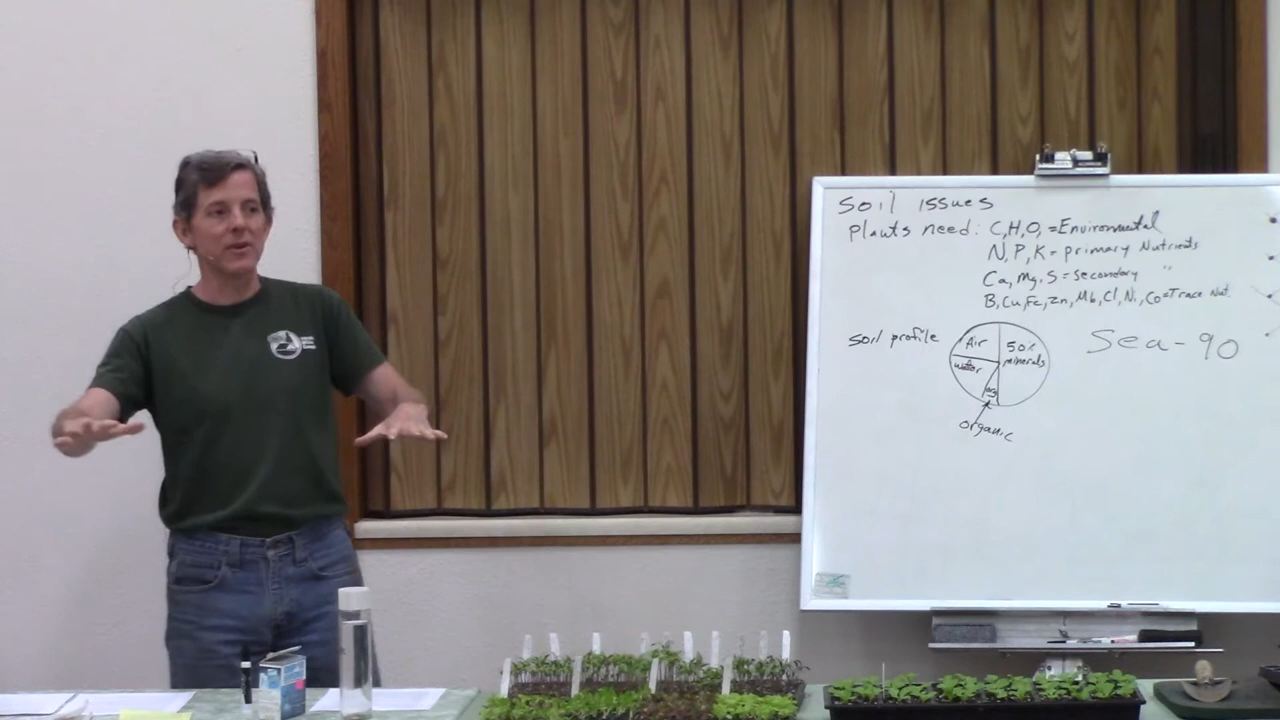 Soil issues
Plants need: C, H, O, = Environmental
N, P, K = primary Nutrients
Ca, Mg, S = Secondary "
B, Cu, Fe, Zn, Mb, Cl, Ni, Co = Trace Nut.
Soil profile
Air
50%
minerals
water
org
organic
Sea-90